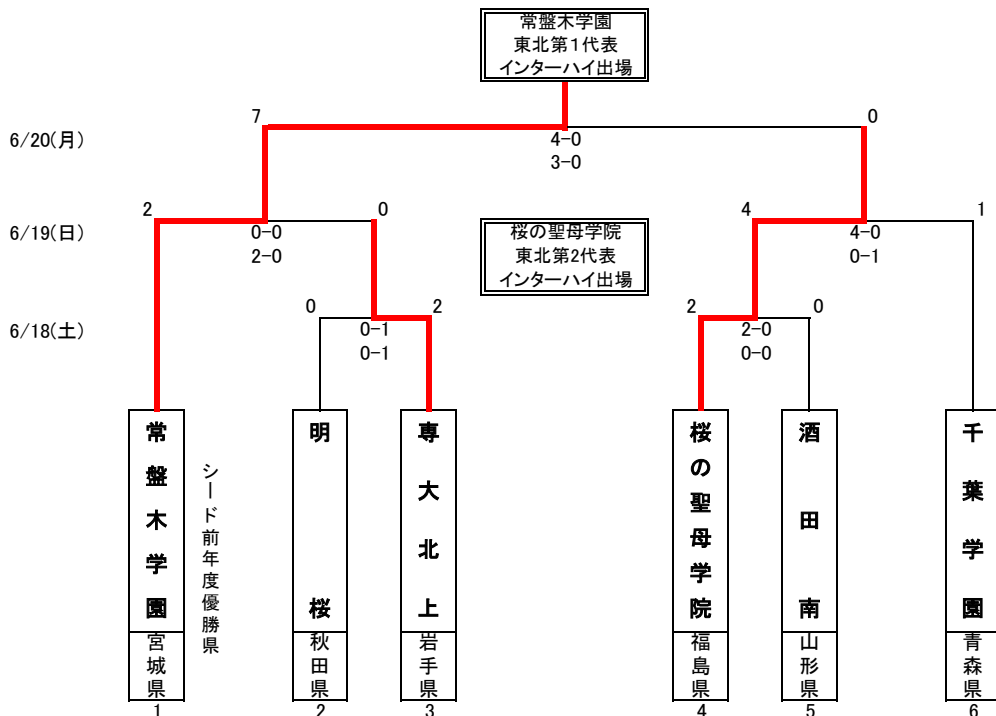 常盤木学園
東北第1代表
インターハイ出場
7
0
6/20(月)
4-0
3-0
2
0
4
1
6/19(日)
0-0
2-0
桜の聖母学院
東北第2代表
インターハイ出場
4-0
0-1
0
2
2
0
6/18(土)
0-1
0-1
2-0
0-0
常盤木学園
シード前年度優勝県
明桜
専大北上
桜の聖母学院
酒田南
千葉学園
宮城県
秋田県
岩手県
福島県
山形県
青森県
1
2
3
4
5
6